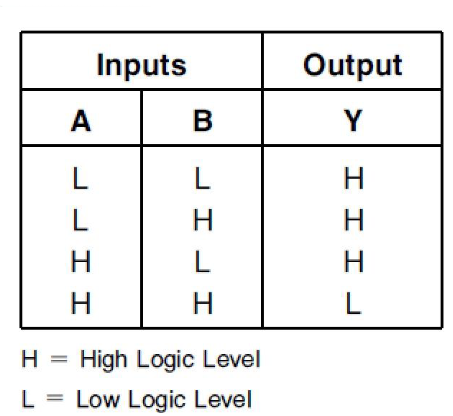 Inputs Output
A B Y
L L H
L H H
H L H
H H L
H = High Logic Level
L = Low Logic Level